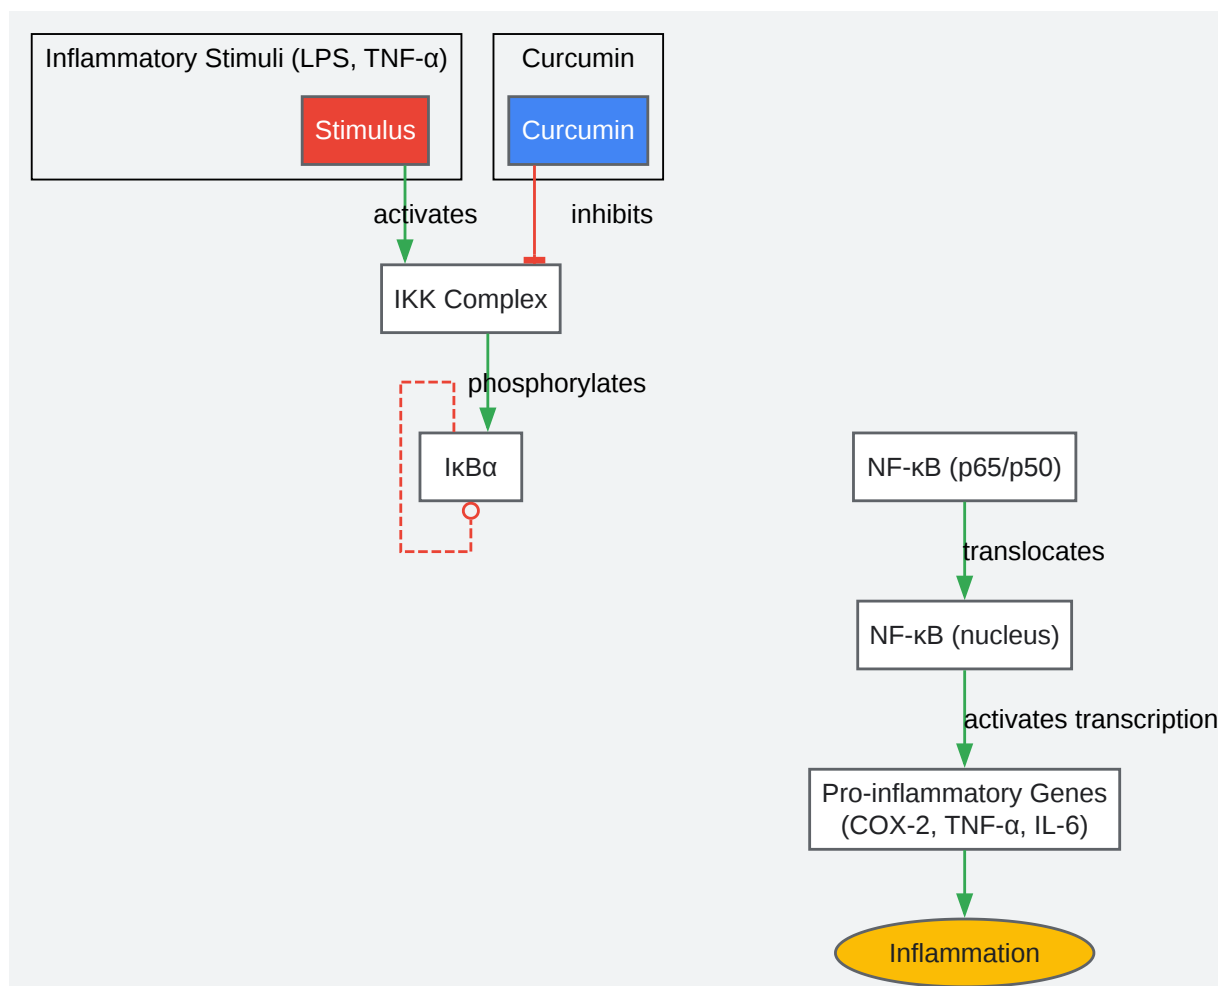 Inflammatory Stimuli (LPS, TNF-α)
Curcumin
Stimulus
Curcumin
activates
inhibits
IKK Complex
phosphorylates
IκBα
NF-κB (p65/p50)
translocates
NF-κB (nucleus)
activates transcription
Pro-inflammatory Genes
(COX-2, TNF-α, IL-6)
Inflammation